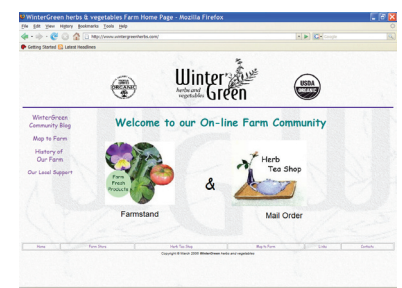 WinterGreen herbs & vegetables Farm Home Page - Mozilla Firefox
File Edit View History Bookmarks Tools Help
http://www.wintergreenherbs.com/
Google
Getting Started Latest Headlines
ORGANIC
Winter
herbs and
vegetables
Green
USDA
ORGANIC
WinterGreen
Community Blog
Map to Farm
History of
Our Farm
Our Local Support
Welcome to our On-line Farm Community
Farm
Fresh
Products
&
Herb
Tea Shop
Farmstand
Mail Order
Home Farm Store Herb Tea Shop Map to Farm Links Contacts
Copyright © March 2008 WinterGreen herbs and vegetables